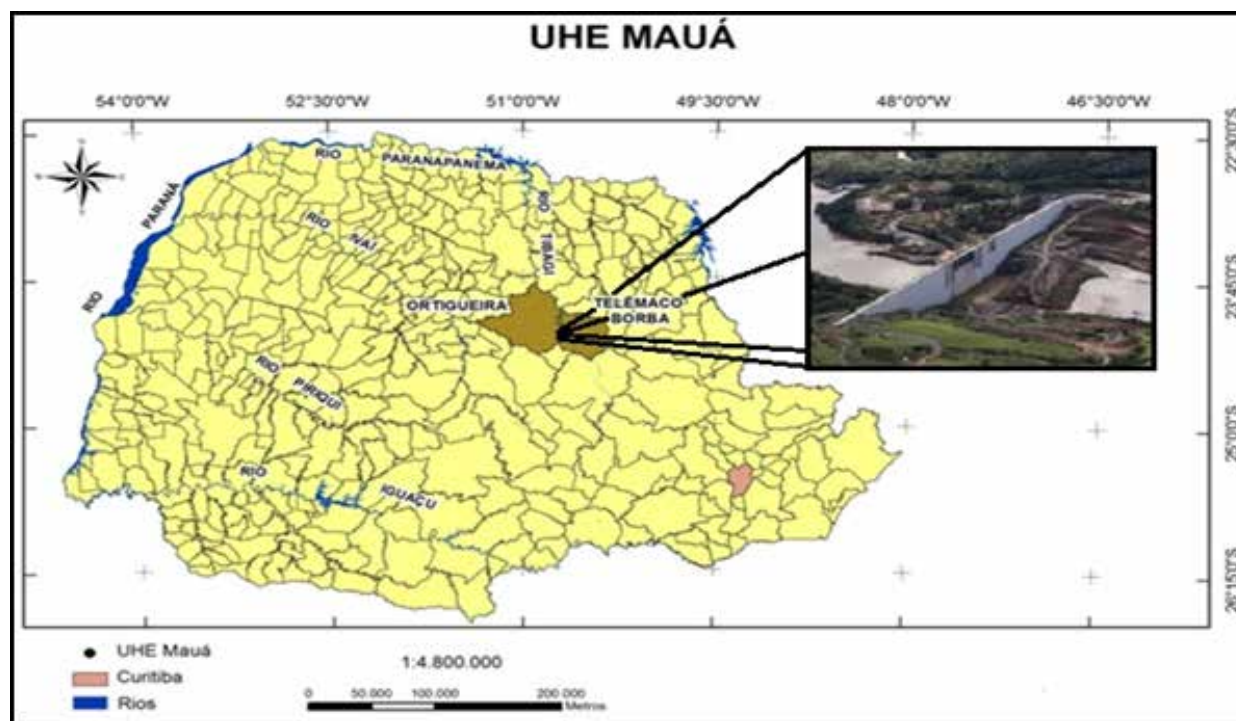 UHE MAUÁ
54°0'0"W 52°30'0"W 51°0'0"W 49°30'0"W 48°0'0"W 46°30'0"W
22°30'0"S
23°45'0"S
25°0'0"S
26°15'0"S
RIO PARANAPANEMA
RIO PARANÁ
RIO IVAÍ
RIO TIBAGI
ORTIGUEIRA
TELÊMACO
BORBA
RIO PIRIQUI
RIO IGUAÇU
UHE Mauá
Curitiba
Rios
1:4.800.000
0 50.000 100.000 200.000
Metros